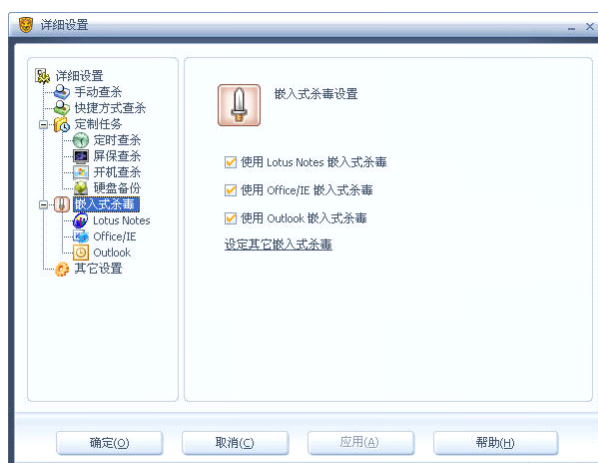 详细设置
详细设置
手动查杀
快捷方式查杀
定制任务
定时查杀
屏保查杀
开机查杀
硬盘备份
嵌入式杀毒
Lotus Notes
Office/IE
Outlook
其它设置
嵌入式杀毒设置
使用 Lotus Notes 嵌入式杀毒
使用 Office/IE 嵌入式杀毒
使用 Outlook 嵌入式杀毒
设定其它嵌入式杀毒
确定(O) 取消(C) 应用(A) 帮助(H)